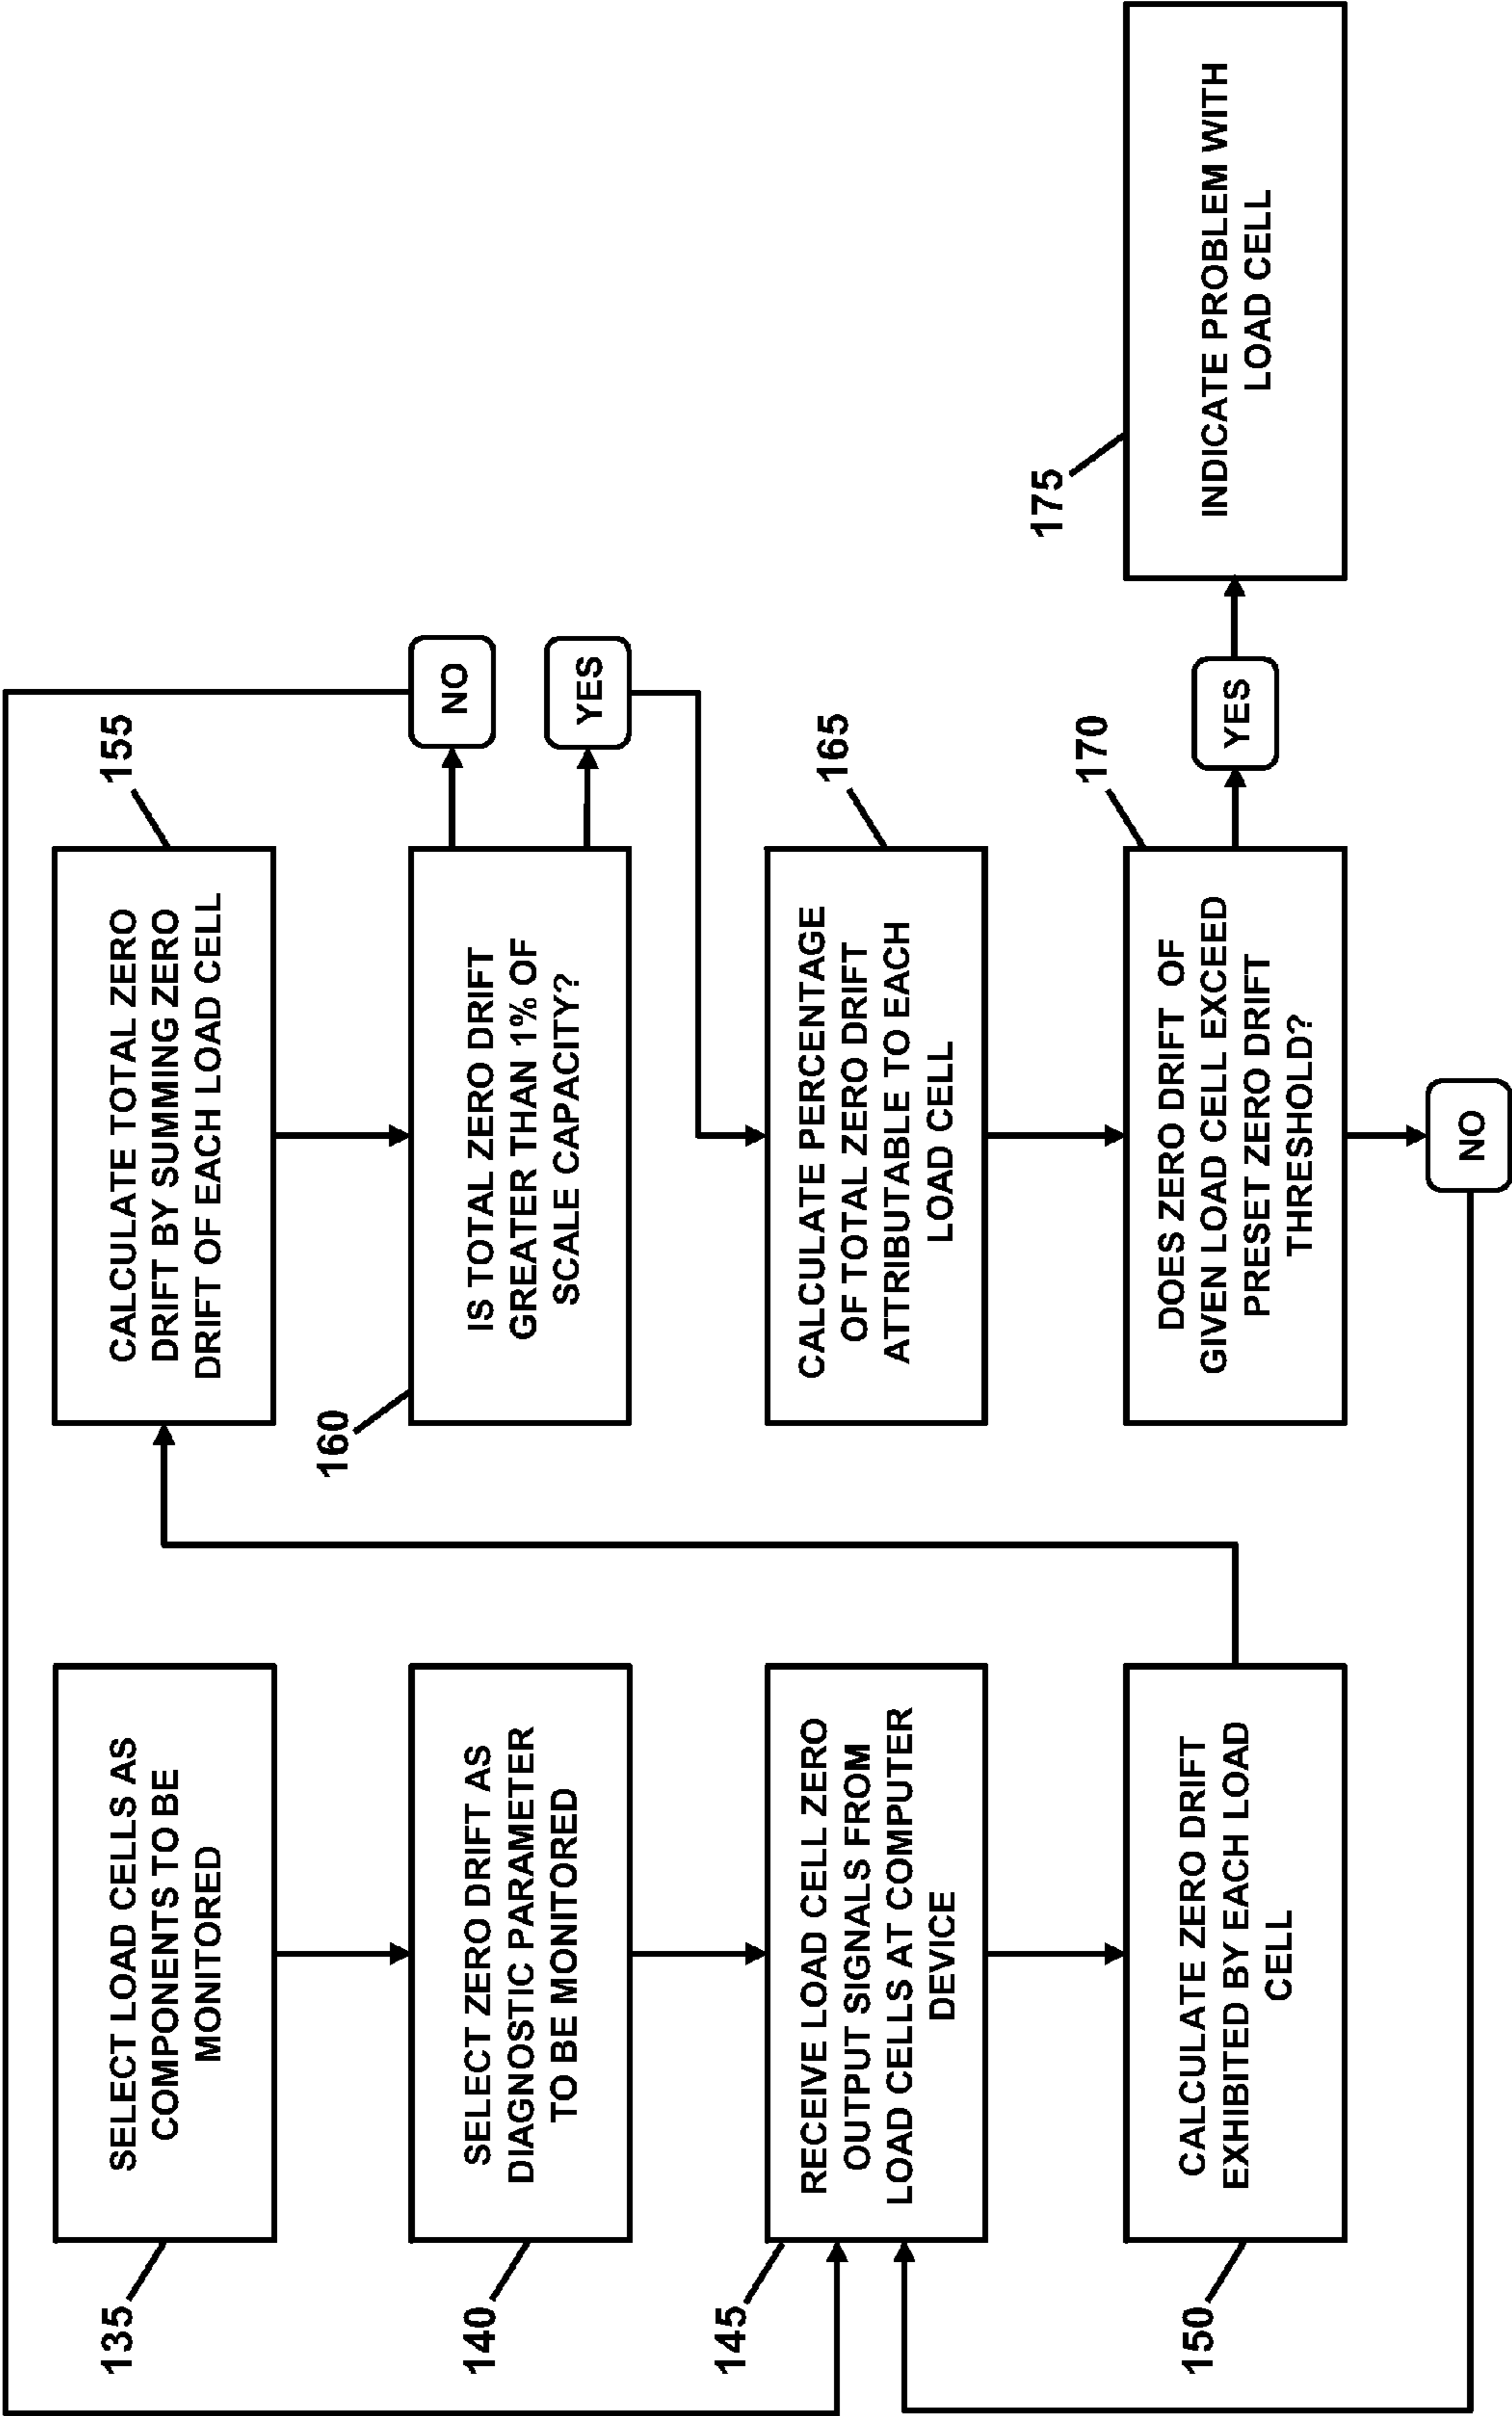 135
SELECT LOAD CELLS AS
COMPONENTS TO BE
MONITORED
140
SELECT ZERO DRIFT AS
DIAGNOSTIC PARAMETER
TO BE MONITORED
145
RECEIVE LOAD CELL ZERO
OUTPUT SIGNALS FROM
LOAD CELLS AT COMPUTER
DEVICE
150
CALCULATE ZERO DRIFT
EXHIBITED BY EACH LOAD
CELL
155
CALCULATE TOTAL ZERO
DRIFT BY SUMMING ZERO
DRIFT OF EACH LOAD CELL
160
IS TOTAL ZERO DRIFT
GREATER THAN 1% OF
SCALE CAPACITY?
NO
YES
165
CALCULATE PERCENTAGE
OF TOTAL ZERO DRIFT
ATTRIBUTABLE TO EACH
LOAD CELL
170
DOES ZERO DRIFT OF
GIVEN LOAD CELL EXCEED
PRESET ZERO DRIFT
THRESHOLD?
YES
NO
175
INDICATE PROBLEM WITH
LOAD CELL